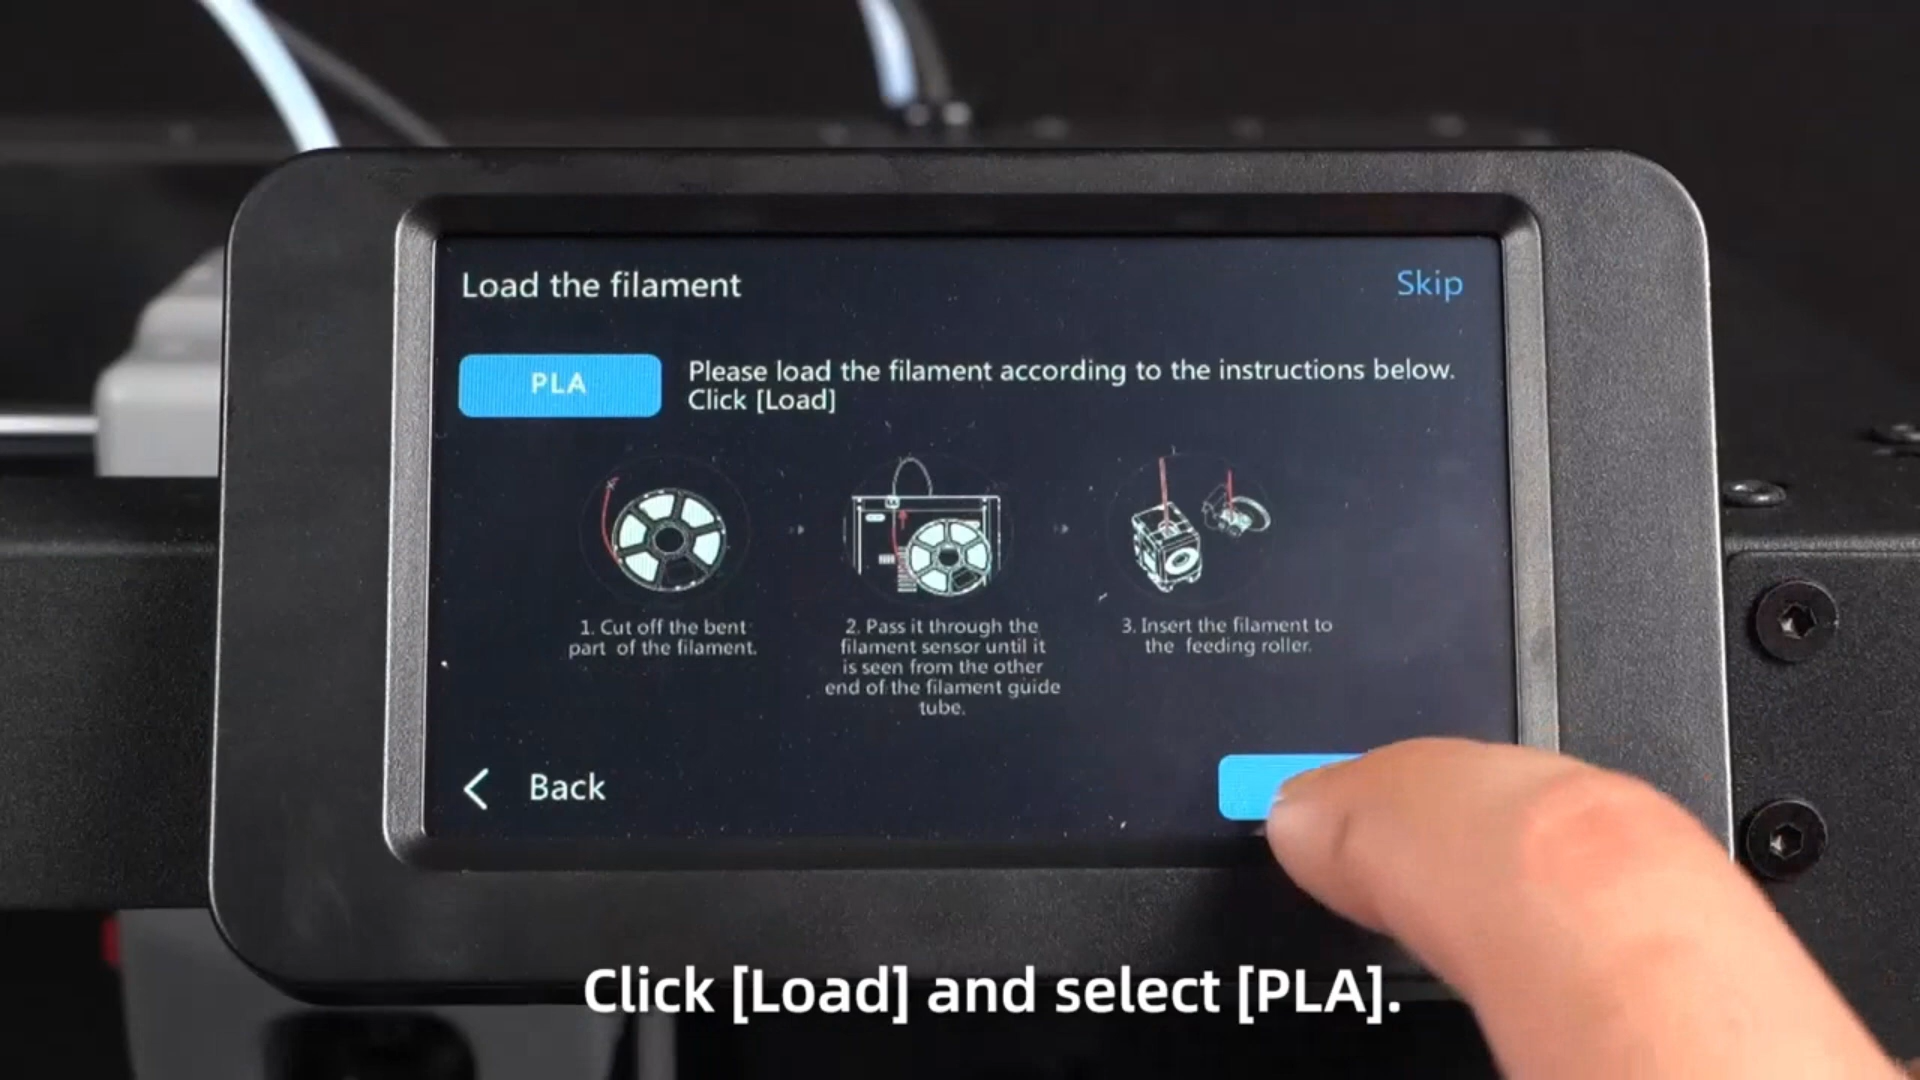 Load the filament
Skip
PLA
Please load the filament according to the instructions below.
Click [Load]
1. Cut off the bent
part of the filament.
2. Pass it through the
filament sensor until it
is seen from the other
end of the filament guide
tube.
3. Insert the filament to
the feeding roller.
Back
Click [Load] and select [PLA].